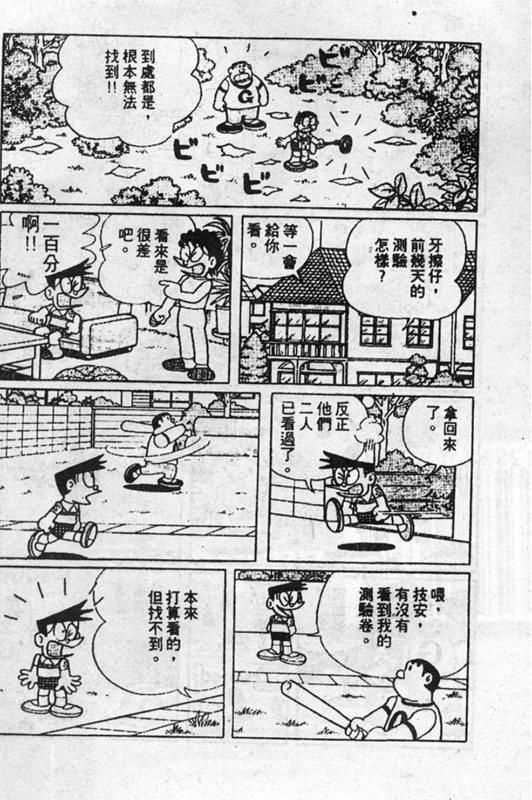 到處都是，
根本無法
找到!!
G
ビ
ビ
ビ
ビ
ビ
牙擦仔，
前幾天的
測驗
怎樣？
等一會
給你
看。
看來是
很差
吧。
一百分
啊!!
拿回來
了。
反正
他們
二人
已看過了。
喂，
技安，
有沒有
看到我的
測驗卷。
本來
打算看的，
但找不到。